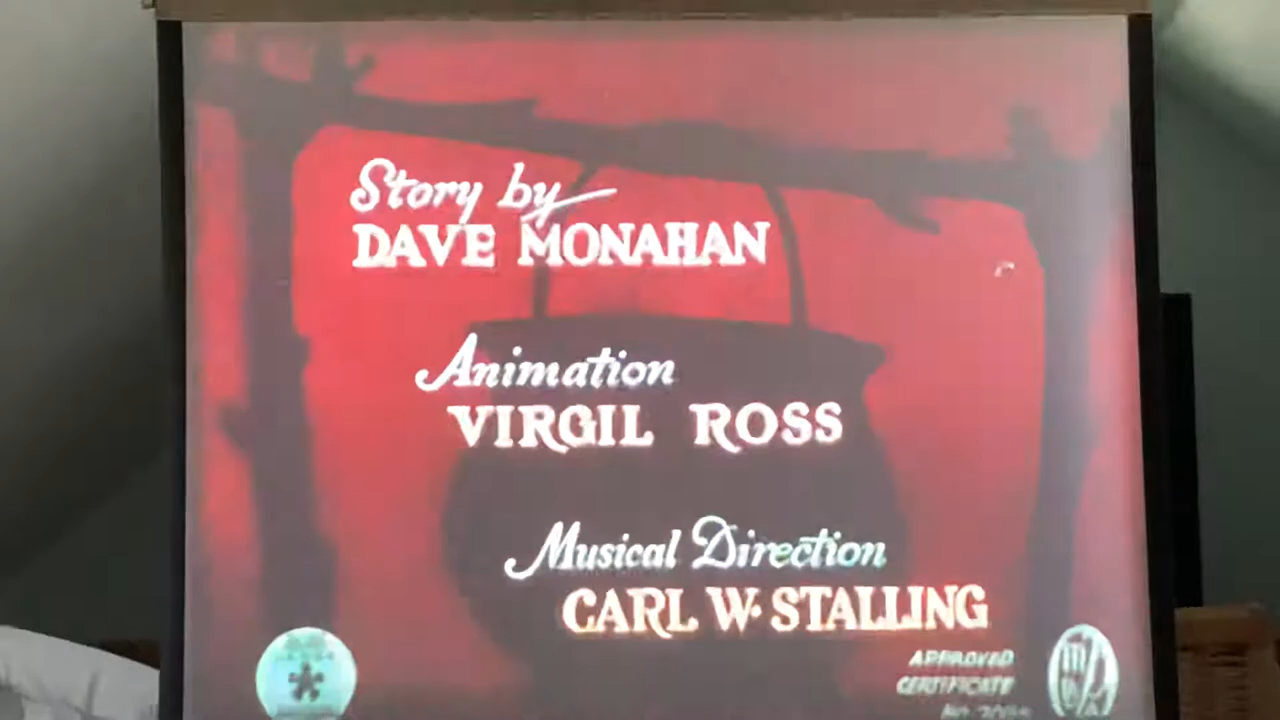 Story by
DAVE MONAHAN
Animation
VIRGIL ROSS
Musical Direction
CARL W. STALLING
APPROVED
CERTIFICATE